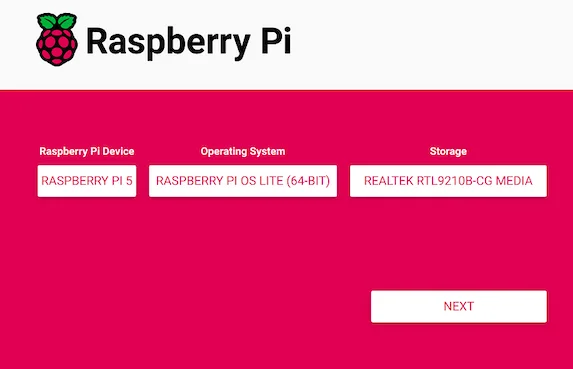 Raspberry Pi
Raspberry Pi Device
Operating System
Storage
RASPBERRY PI 5
RASPBERRY PI OS LITE (64-BIT)
REALTEK RTL9210B-CG MEDIA
NEXT